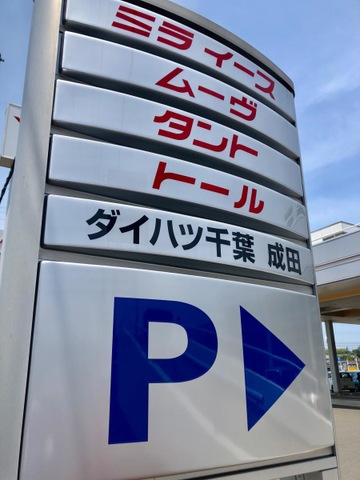 ミラ イース
ムーヴ
タント
トール
ダイハツ千葉 成田
P